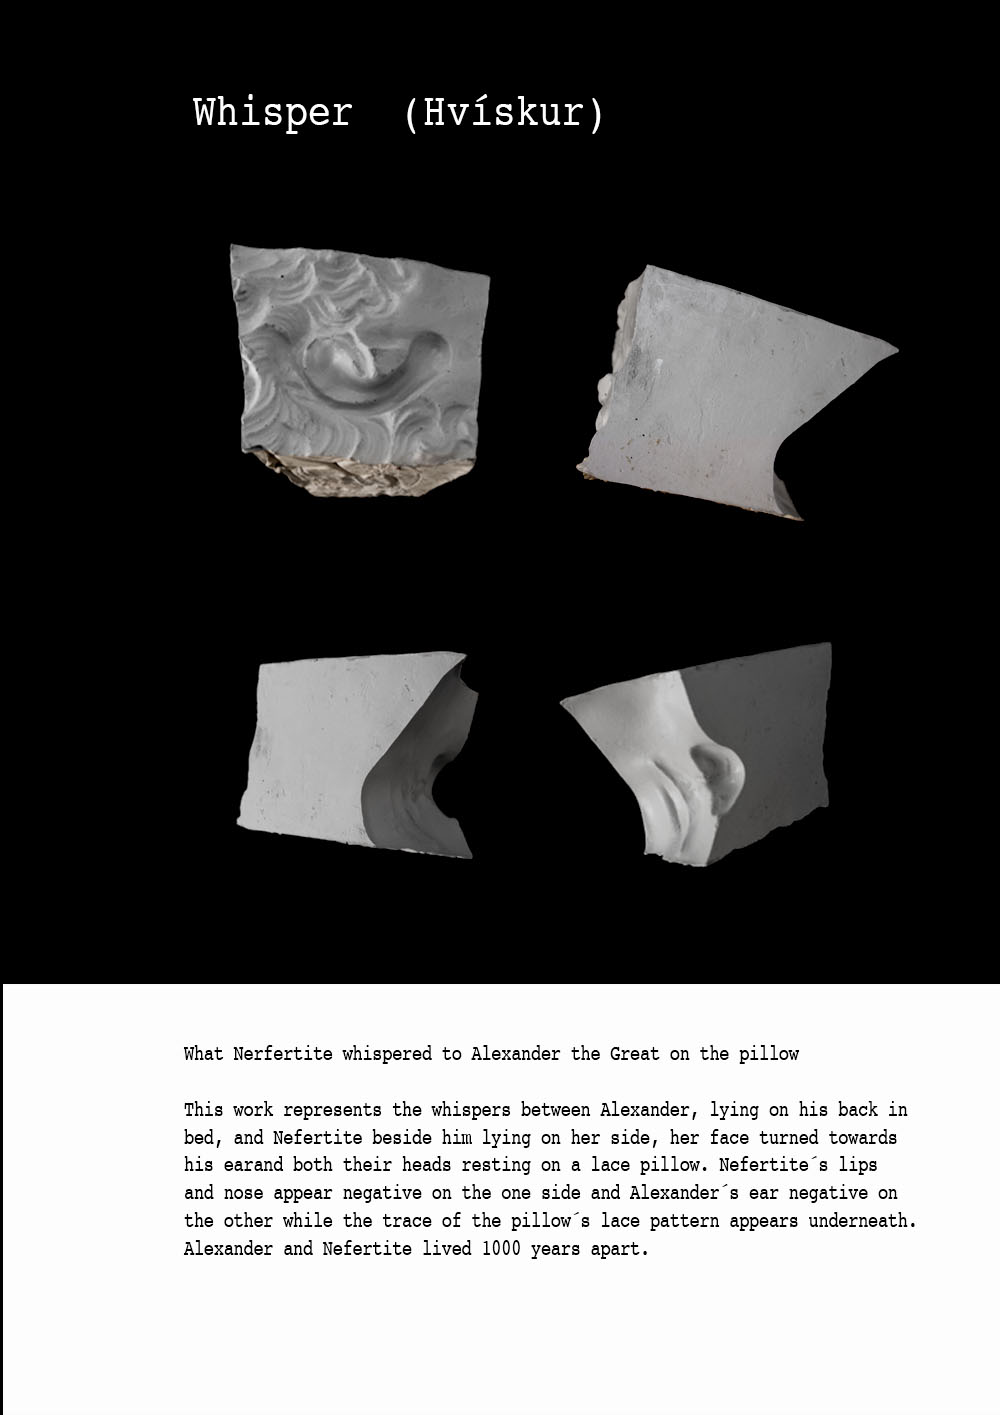 Whisper (Hvískur)
What Nerfertite whispered to Alexander the Great on the pillow
This work represents the whispers between Alexander, lying on his back in
bed, and Nefertite beside him lying on her side, her face turned towards
his earand both their heads resting on a lace pillow. Nefertite´s lips
and nose appear negative on the one side and Alexander´s ear negative on
the other while the trace of the pillow´s lace pattern appears underneath.
Alexander and Nefertite lived 1000 years apart.